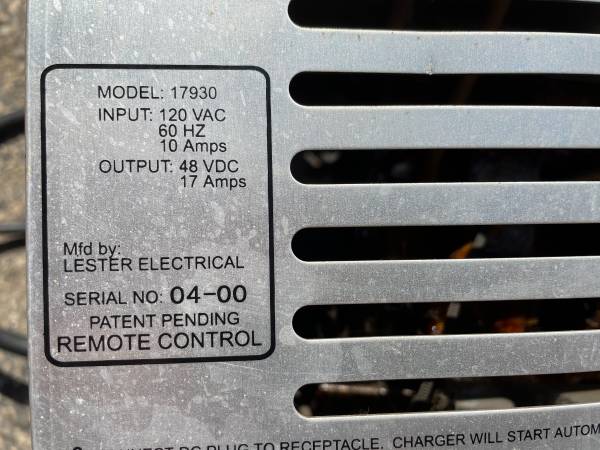 MODEL: 17930
INPUT: 120 VAC
60 HZ
10 Amps
OUTPUT: 48 VDC
17 Amps
Mfd by:
LESTER ELECTRICAL
SERIAL NO: 04-00
PATENT PENDING
REMOTE CONTROL
DC PLUG TO RECEPTACLE. CHARGER WILL START